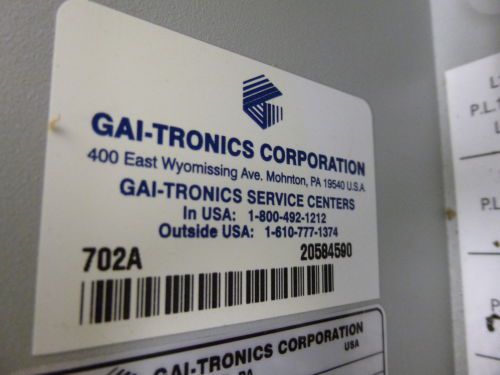 GAI-TRONICS CORPORATION
400 East Wyomissing Ave. Mohnton, PA 19540 U.S.A.
GAI-TRONICS SERVICE CENTERS
In USA: 1-800-492-1212
Outside USA: 1-610-777-1374
702A 20584590
GAI-TRONICS CORPORATION
PA USA
P.L.
P.L
P